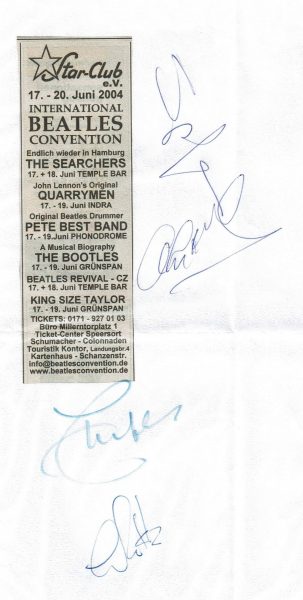 Star-Club
e.V.
17. - 20. Juni 2004
INTERNATIONAL
BEATLES
CONVENTION
Endlich wieder in Hamburg
THE SEARCHERS
17. + 18. Juni TEMPLE BAR
John Lennon's Original
QUARRYMEN
17. - 19. Juni INDRA
Original Beatles Drummer
PETE BEST BAND
17. - 19.Juni PHONODROME
A Musical Biography
THE BOOTLES
17. - 19. Juni GRÜNSPAN
BEATLES REVIVAL - CZ
17. + 18. Juni TEMPLE BAR
KING SIZE TAYLOR
17. - 19. Juni GRÜNSPAN
TICKETS: 0171 - 927 01 03
Büro Millerntorplatz 1
Ticket-Center Speersort
Schumacher - Colonnaden
Touristik Kontor, Landungsbr.4
Kartenhaus - Schanzenstr.
info@beatlesconvention.de
www.beatlesconvention.de